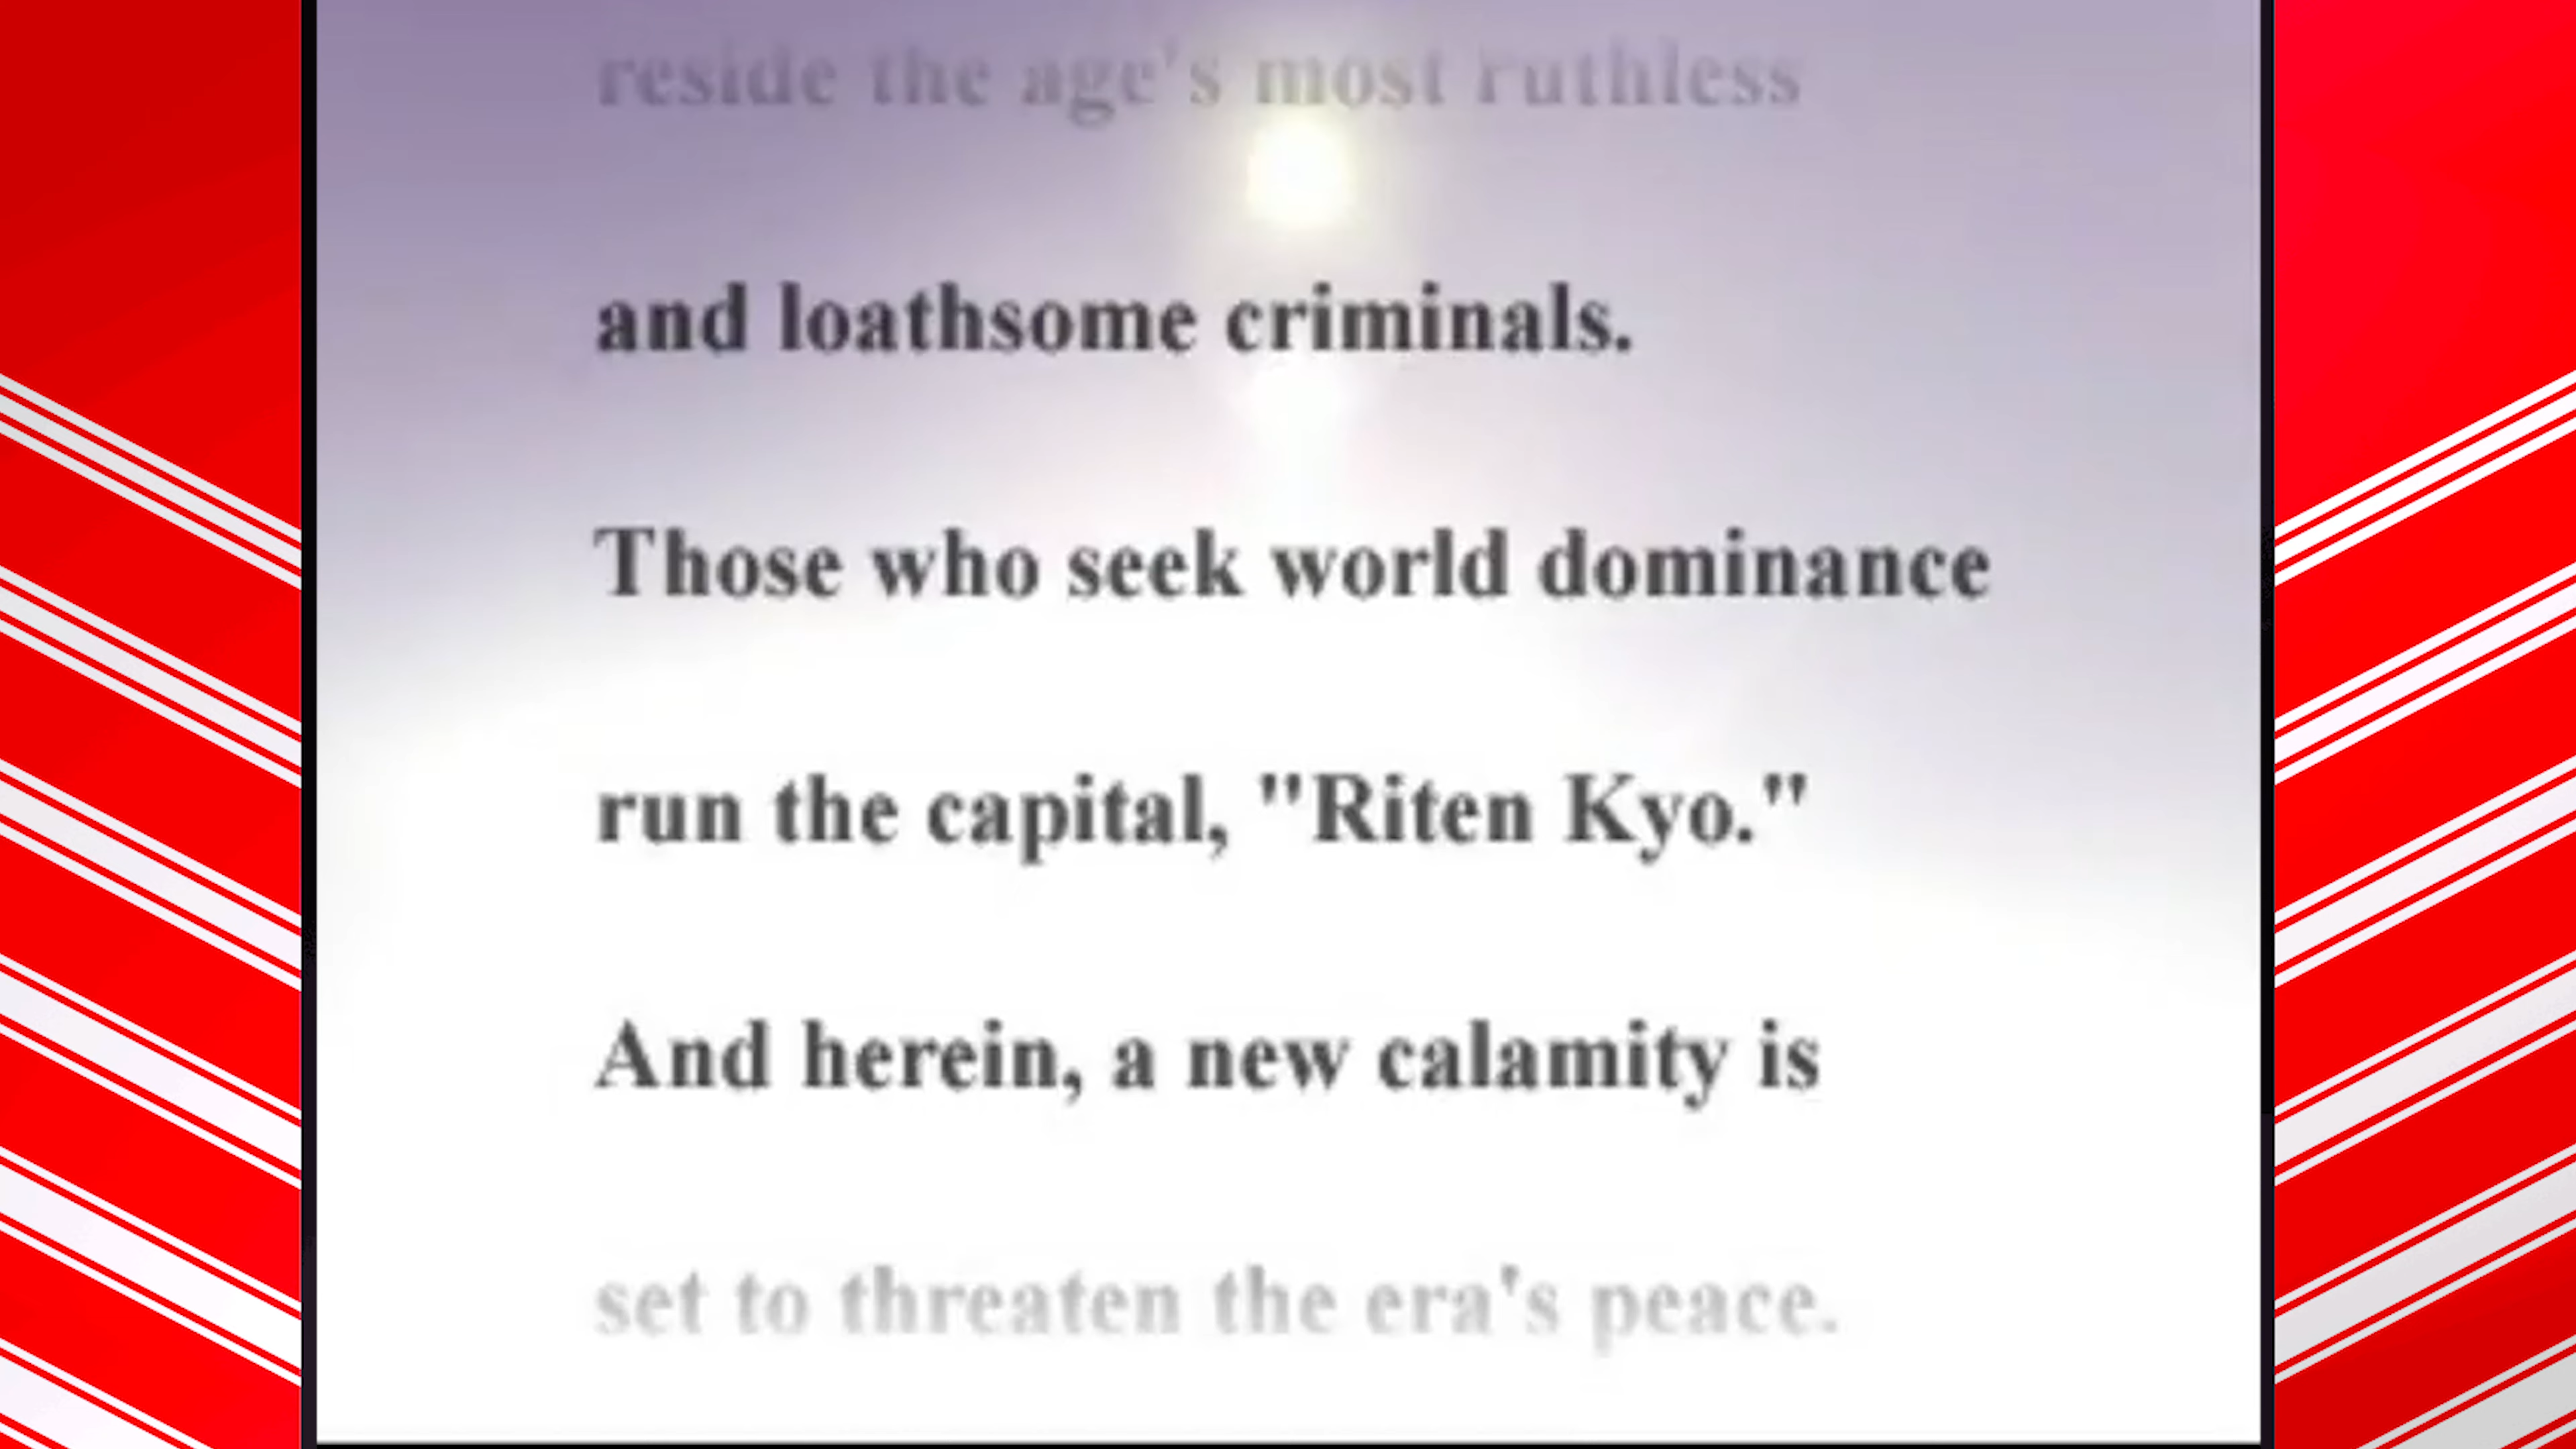 reside the age's most ruthless
and loathsome criminals.
Those who seek world dominance
run the capital, "Riten Kyo."
And herein, a new calamity is
set to threaten the era's peace.